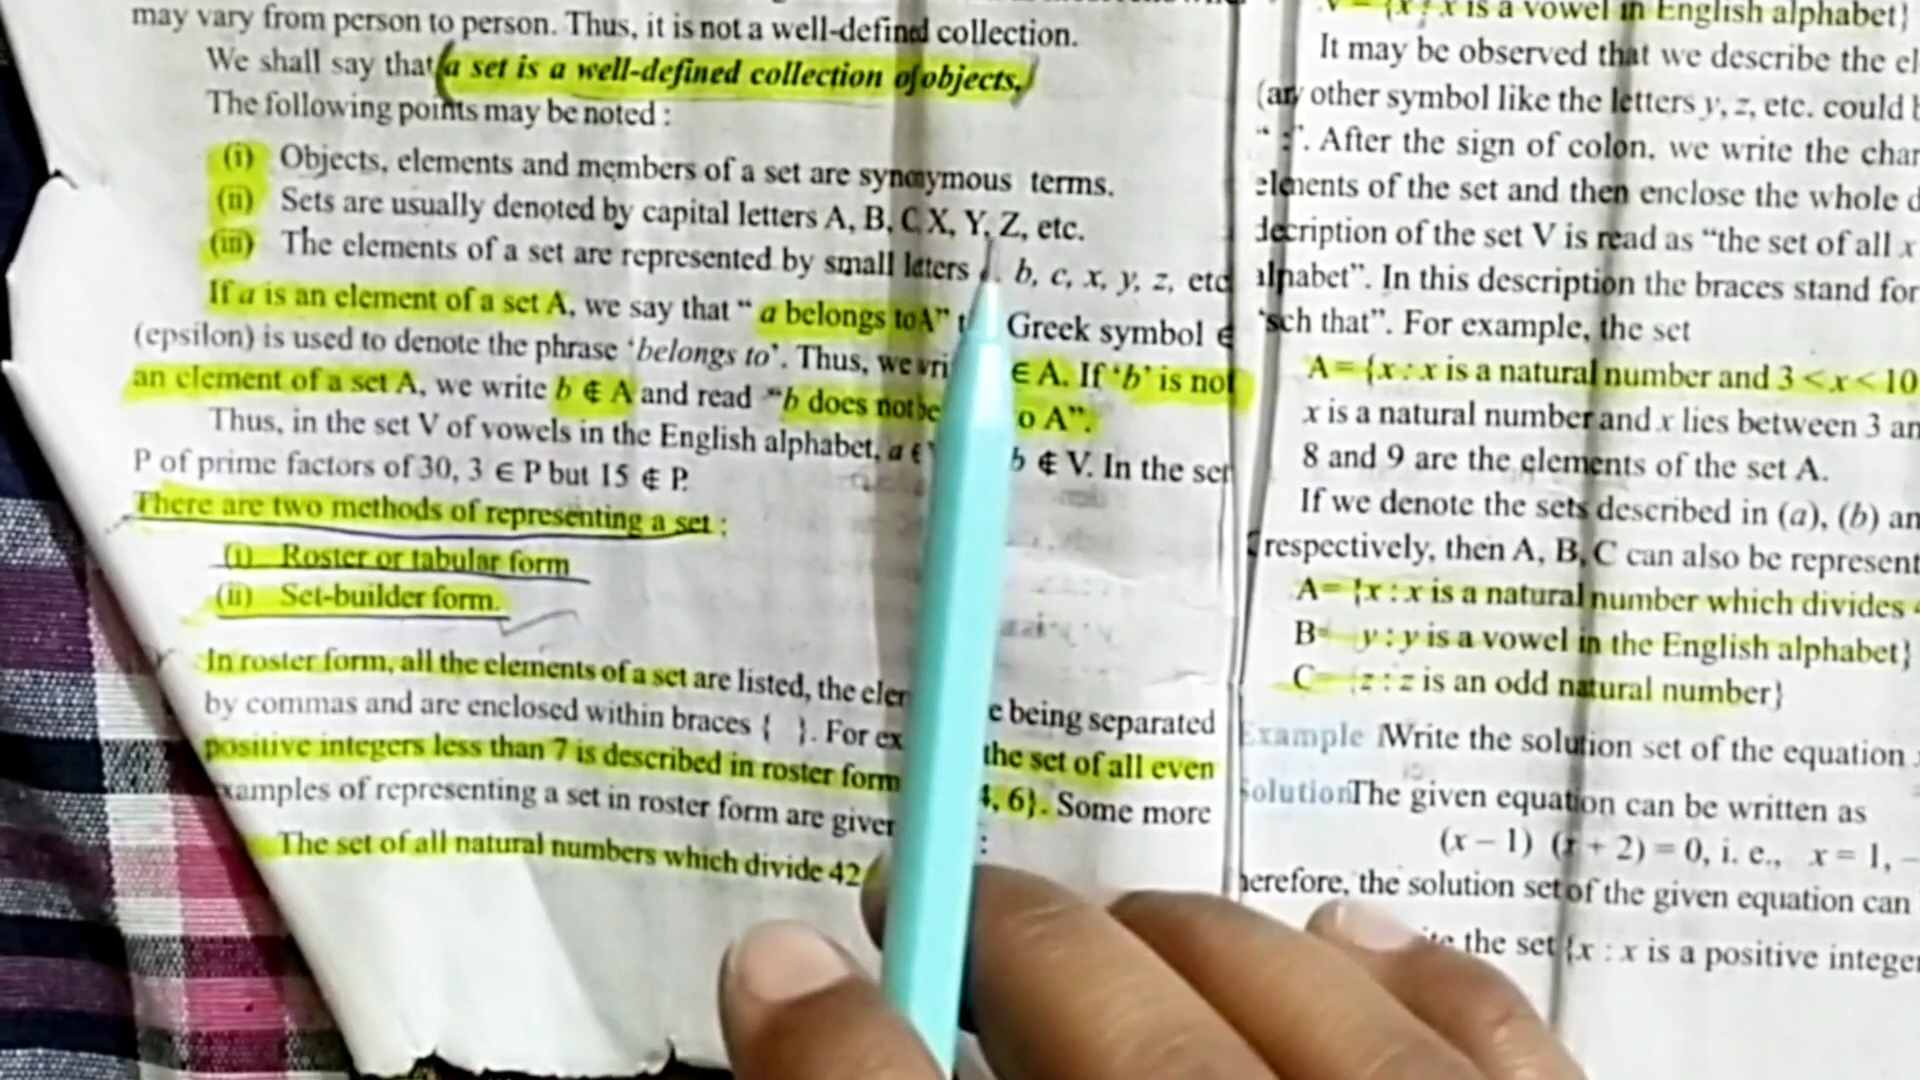 may vary from person to person. Thus, it is not a well-defined collection.
We shall say that a set is a well-defined collection of objects.
The following points may be noted :
(i) Objects, elements and members of a set are synonymous terms.
(ii) Sets are usually denoted by capital letters A, B, C X, Y, Z, etc.
(iii) The elements of a set are represented by small letters b, c, x, y, z, etc
If a is an element of a set A, we say that “ a belongs to A” Greek symbol ∈
(epsilon) is used to denote the phrase ‘belongs to’. Thus, we ∈ A. If ‘b’ is not
an element of a set A, we write b ∉ A and read “b does not o A”.
Thus, in the set V of vowels in the English alphabet, a b ∉ V. In the set
P of prime factors of 30, 3 ∈ P but 15 ∉ P.
There are two methods of representing a set :
(i) Roster or tabular form
(ii) Set-builder form.
In roster form, all the elements of a set are listed, the being separated
by commas and are enclosed within braces { }. For the set of all even
positive integers less than 7 is described in roster form 4, 6}. Some more
examples of representing a set in roster form are :
The set of all natural numbers which divide 42
V = {x : x is a vowel in English alphabet}
It may be observed that we describe the
(any other symbol like the letters y, z, etc. could
“ : ”. After the sign of colon, we write the
elements of the set and then enclose the whole
decription of the set V is read as “the set of all x
alphabet”. In this description the braces stand for
that”. For example, the set
A = {x : x is a natural number and 3 < x < 10
x is a natural number and x lies between 3
8 and 9 are the elements of the set A.
If we denote the sets described in (a), (b)
respectively, then A, B, C can also be
A= {x : x is a natural number which divides
B= y : y is a vowel in the English alphabet}
C= {z : z is an odd natural number}
Example Write the solution set of the equation
Solution The given equation can be written as
(x – 1) (x + 2) = 0, i. e., x = 1, –
herefore, the solution set of the given equation can
the set {x : x is a positive